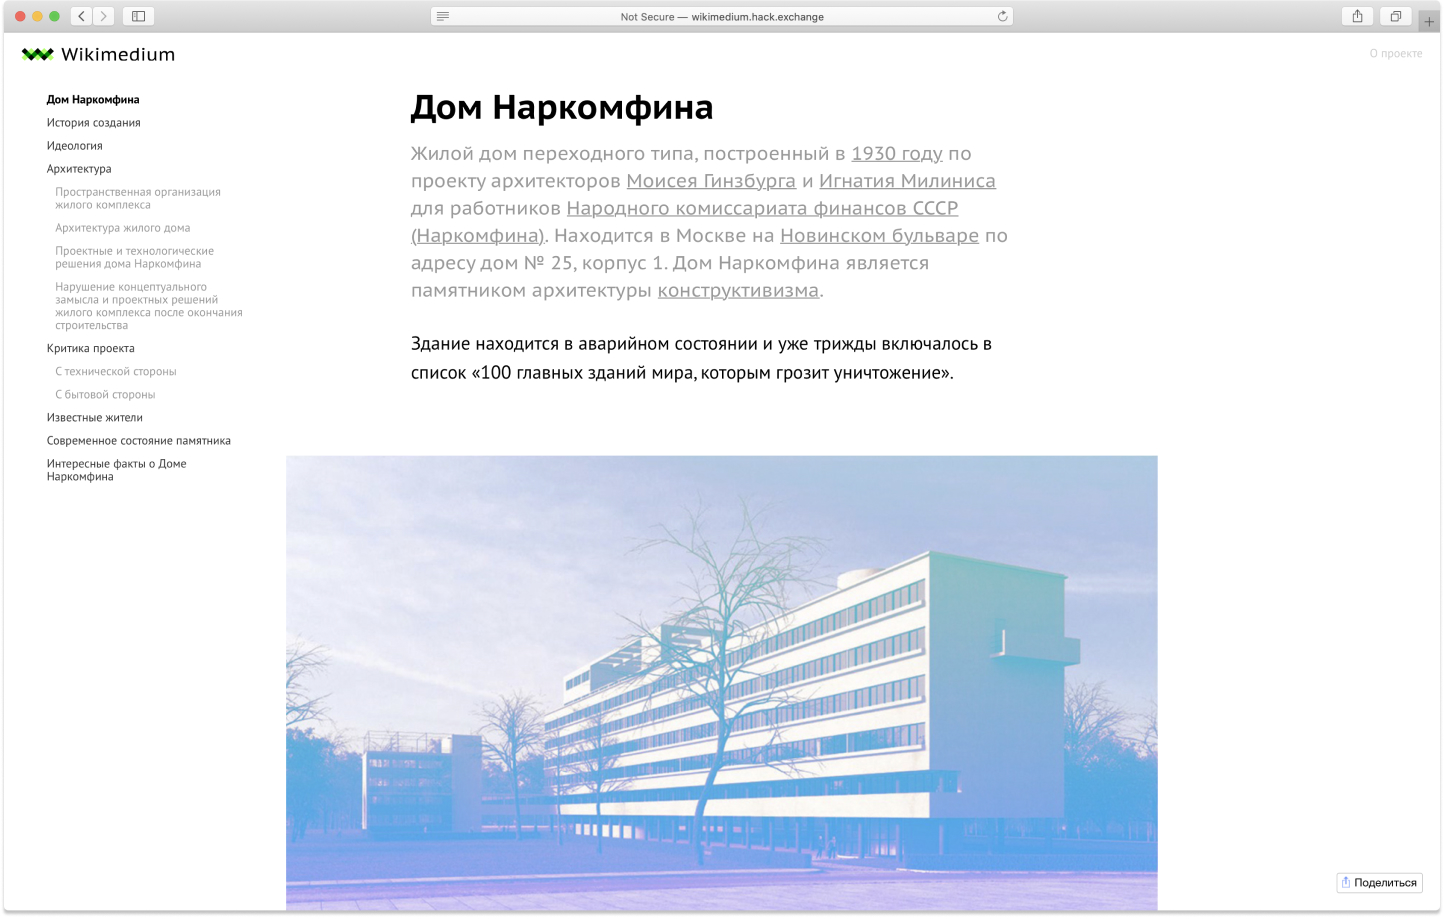 Not Secure — wikimedium.hack.exchange
Wikimedium
О проекте
Дом Наркомфина
История создания
Идеология
Архитектура
Пространственная организация
жилого комплекса
Архитектура жилого дома
Проектные и технологические
решения дома Наркомфина
Нарушение концептуального
замысла и проектных решений
жилого комплекса после окончания
строительства
Критика проекта
С технической стороны
С бытовой стороны
Известные жители
Современное состояние памятника
Интересные факты о Доме
Наркомфина
Дом Наркомфина
Жилой дом переходного типа, построенный в 1930 году по
проекту архитекторов Моисея Гинзбурга и Игнатия Милиниса
для работников Народного комиссариата финансов СССР
(Наркомфина). Находится в Москве на Новинском бульваре по
адресу дом № 25, корпус 1. Дом Наркомфина является
памятником архитектуры конструктивизма.
Здание находится в аварийном состоянии и уже трижды включалось в
список «100 главных зданий мира, которым грозит уничтожение».
Поделиться